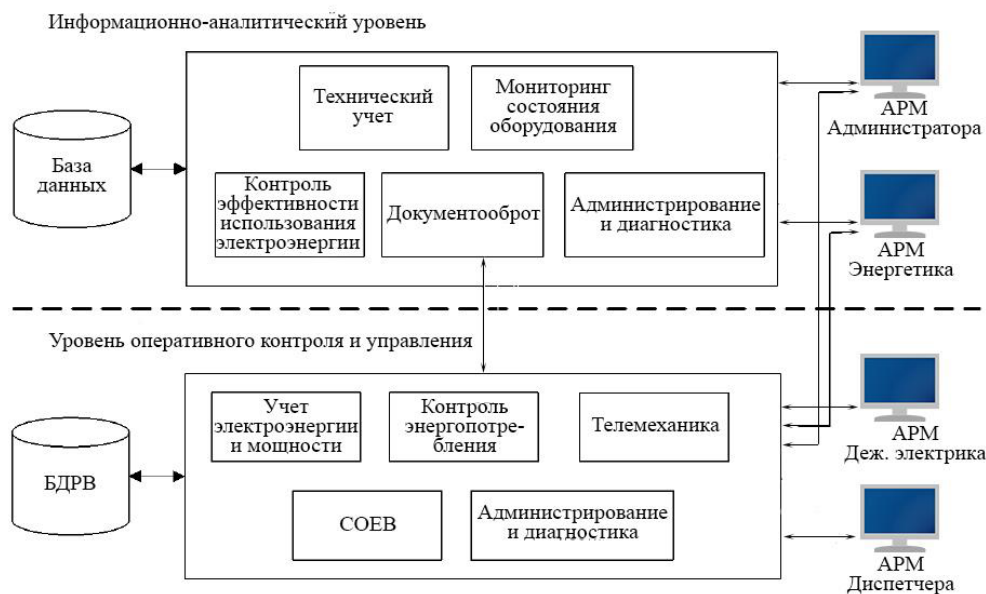 Информационно-аналитический уровень
Технический
учет
Мониторинг
состояния
оборудования
АРМ
Администратора
База
данных
Контроль
эффективности
использования
электроэнергии
Документооброт
Администрирование
и диагностика
АРМ
Энергетика
Уровень оперативного контроля и управления
Учет
электроэнергии
и мощности
Контроль
энергопотре-
бления
Телемеханика
АРМ
Деж. электрика
БДРВ
СОЕВ
Администрирование
и диагностика
АРМ
Диспетчера